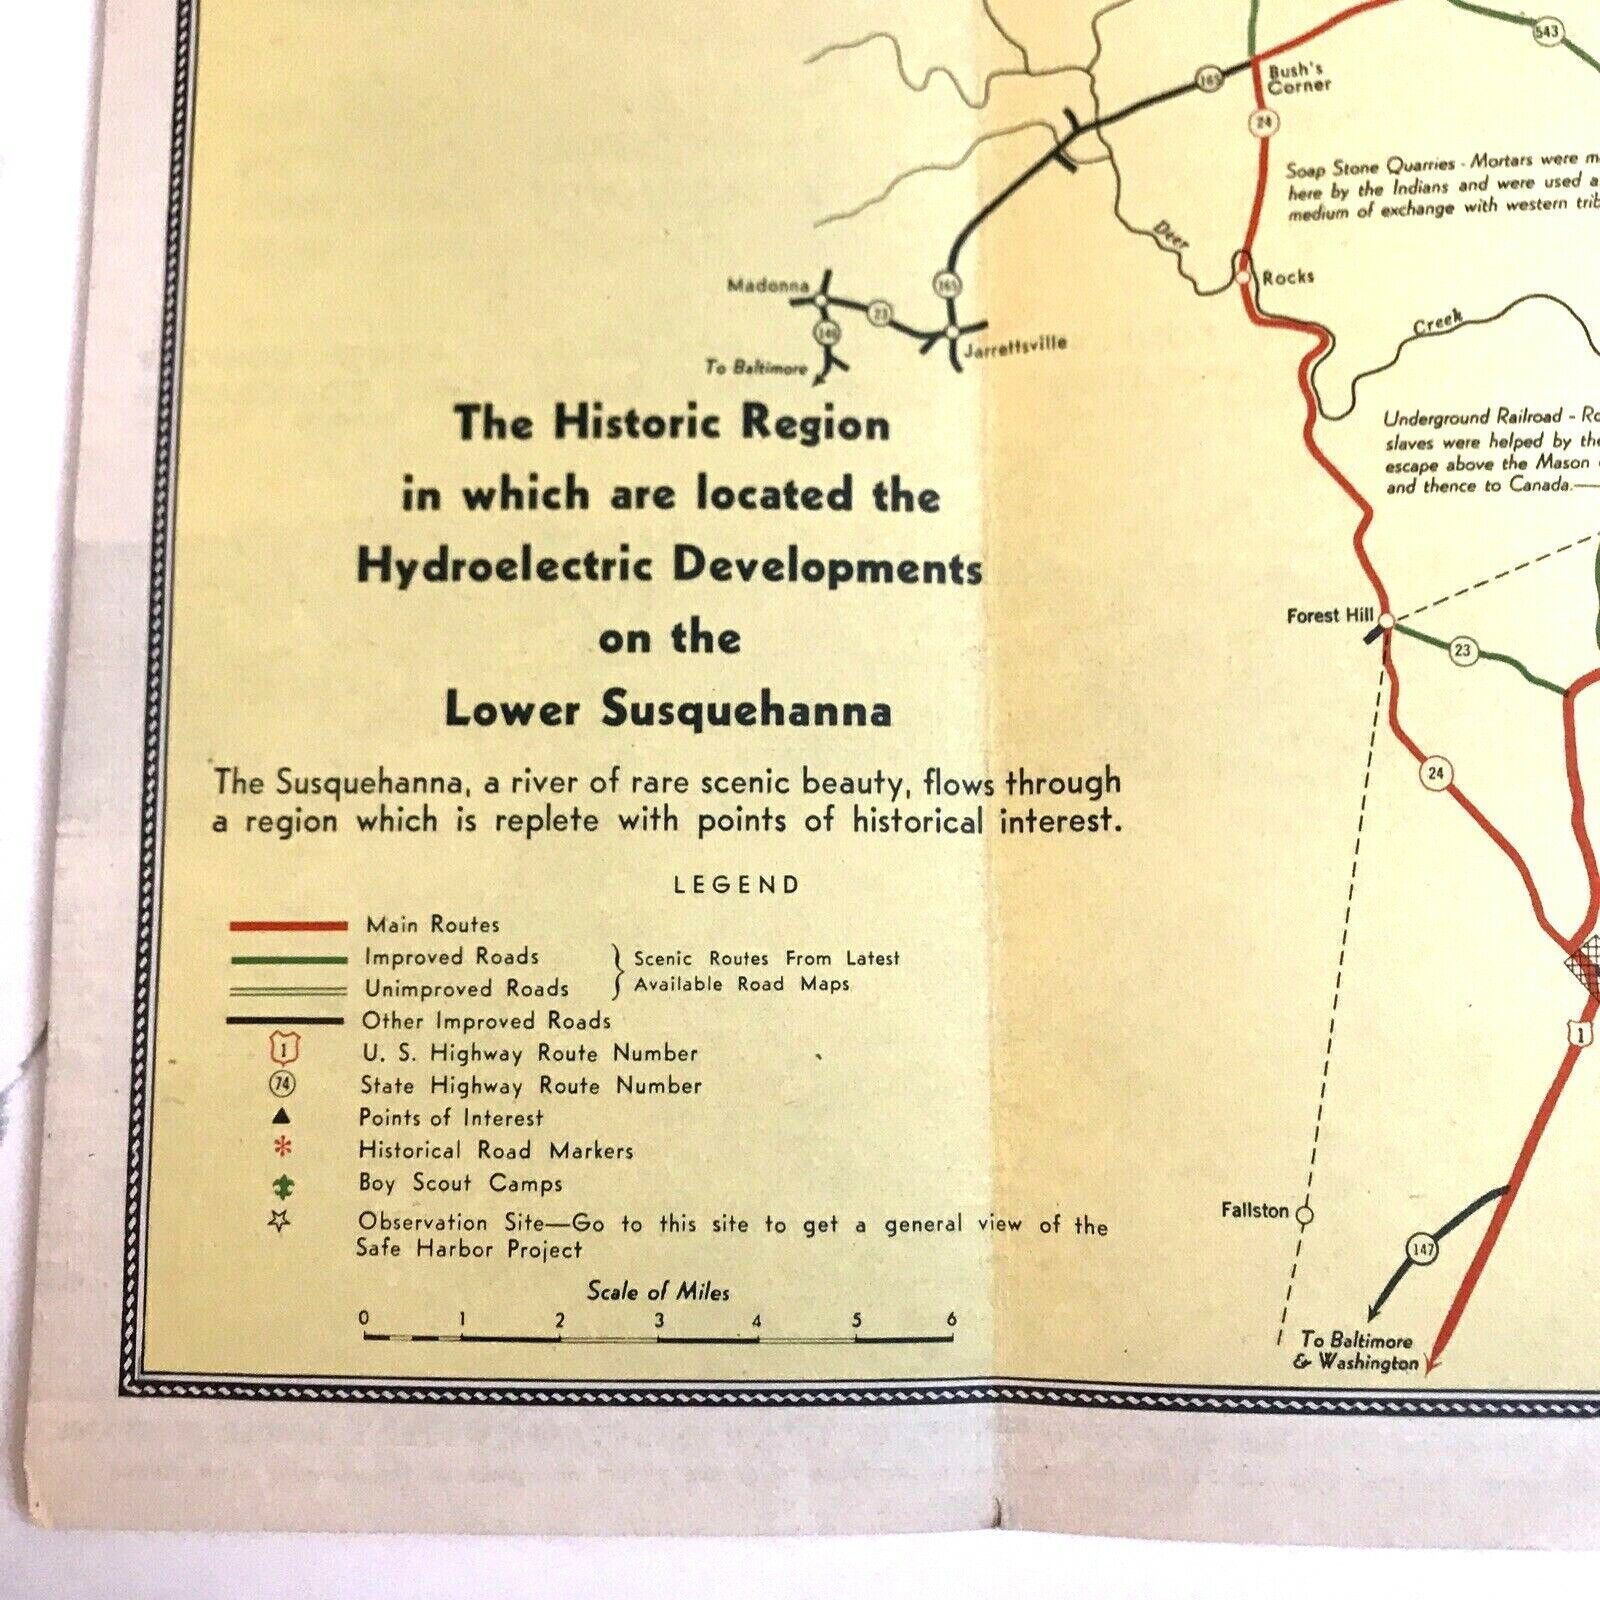 543
165
Bush's
Corner
24
Soap Stone Quarries - Mortars were
here by the Indians and were used
medium of exchange with western
Deer
Rocks
Madonna
165
23
146
Jarrettsville
To Baltimore
Creek
The Historic Region
in which are located the
Hydroelectric Developments
on the
Lower Susquehanna
Underground Railroad -
slaves were helped by
escape above the Mason
and thence to Canada.—
Forest Hill
23
The Susquehanna, a river of rare scenic beauty, flows through
a region which is replete with points of historical interest.
24
LEGEND
Main Routes
Improved Roads
Unimproved Roads
} Scenic Routes From Latest
Available Road Maps
Other Improved Roads
1 U. S. Highway Route Number
74 State Highway Route Number
Points of Interest
Historical Road Markers
Boy Scout Camps
Observation Site—Go to this site to get a general view of the
Safe Harbor Project
Scale of Miles
0 1 2 3 4 5 6
1
Fallston
147
To Baltimore
& Washington